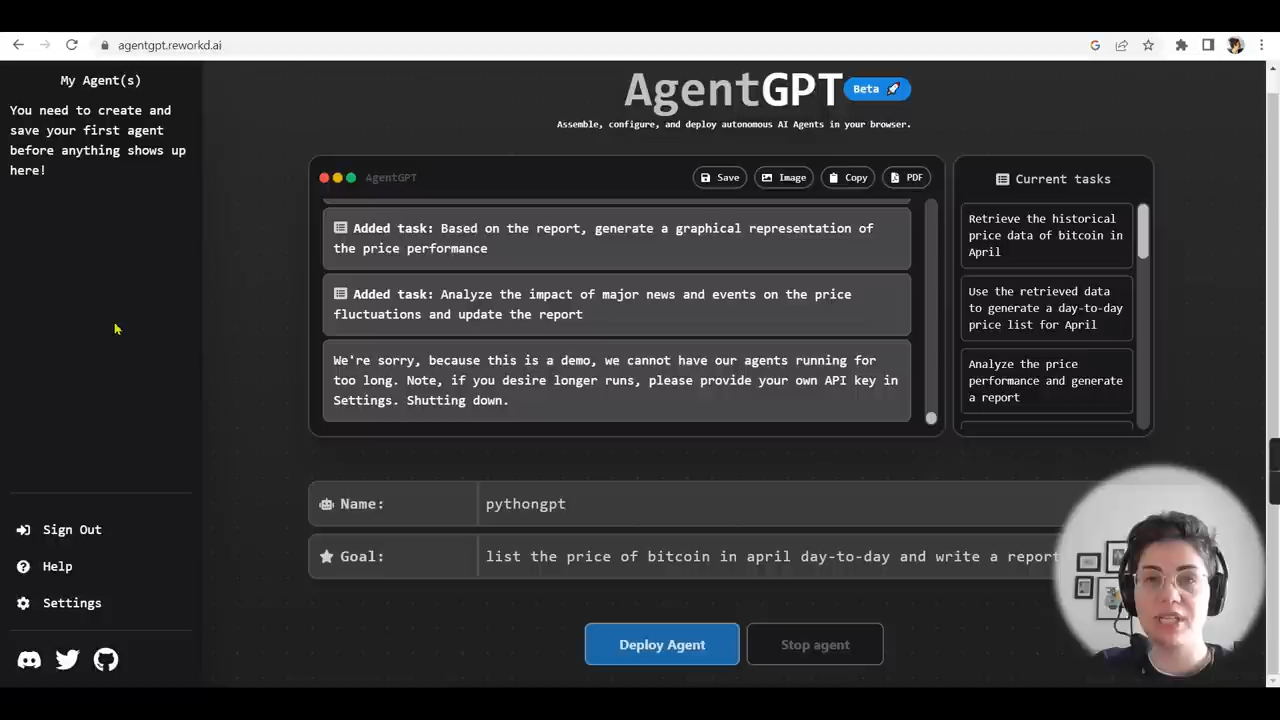 agentgpt.reworkd.ai
My Agent(s)
You need to create and
save your first agent
before anything shows up
here!
Sign Out
Help
Settings
AgentGPT
Beta
Assemble, configure, and deploy autonomous AI Agents in your browser.
AgentGPT
Save
Image
Copy
PDF
Added task: Based on the report, generate a graphical representation of
the price performance
Added task: Analyze the impact of major news and events on the price
fluctuations and update the report
We're sorry, because this is a demo, we cannot have our agents running for
too long. Note, if you desire longer runs, please provide your own API key in
Settings. Shutting down.
Current tasks
Retrieve the historical
price data of bitcoin in
April
Use the retrieved data
to generate a day-to-day
price list for April
Analyze the price
performance and generate
a report
Name:
pythongpt
Goal:
list the price of bitcoin in april day-to-day and write a report
Deploy Agent
Stop agent